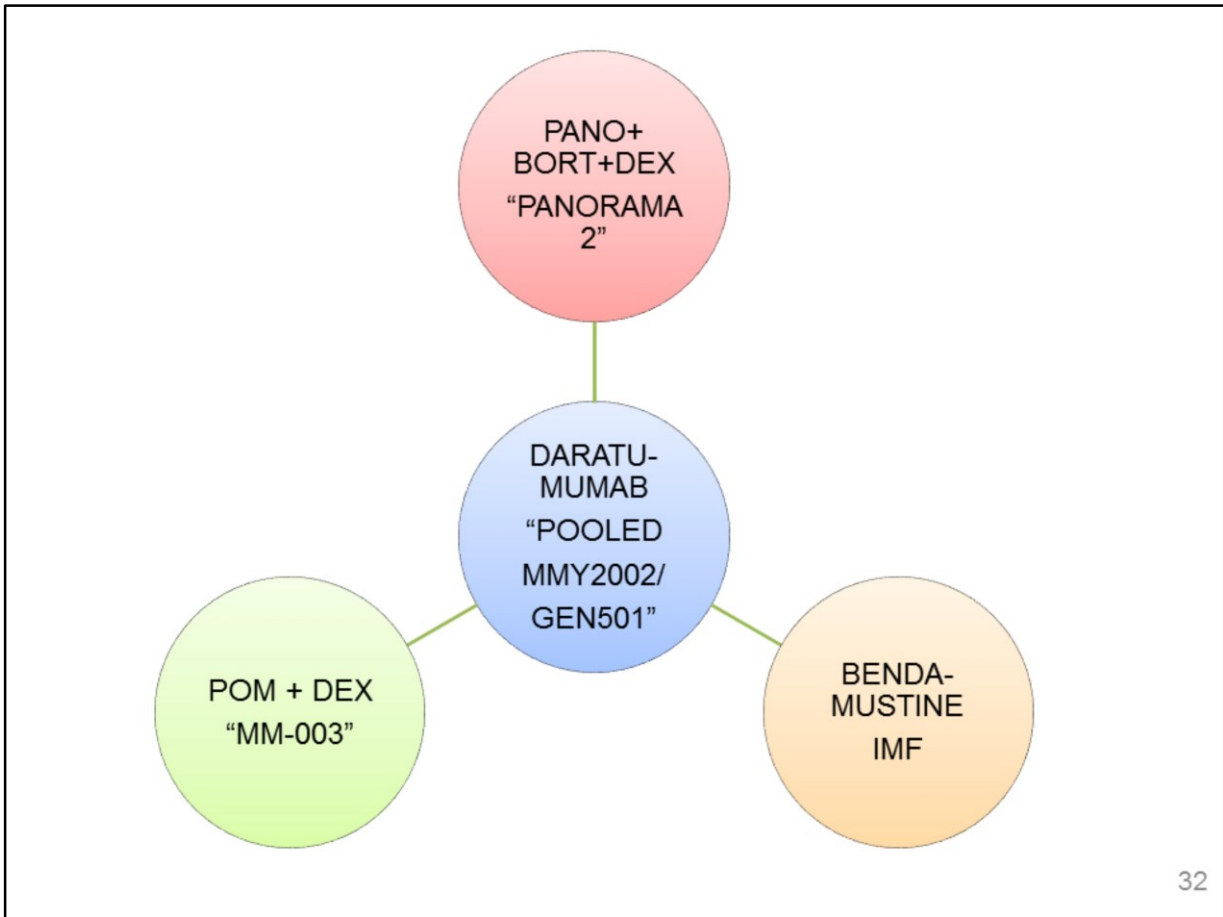 PANO+
BORT+DEX
“PANORAMA
2”
DARATU-
MUMAB
“POOLED
MMY2002/
GEN501”
POM + DEX
“MM-003”
BENDA-
MUSTINE
IMF
32